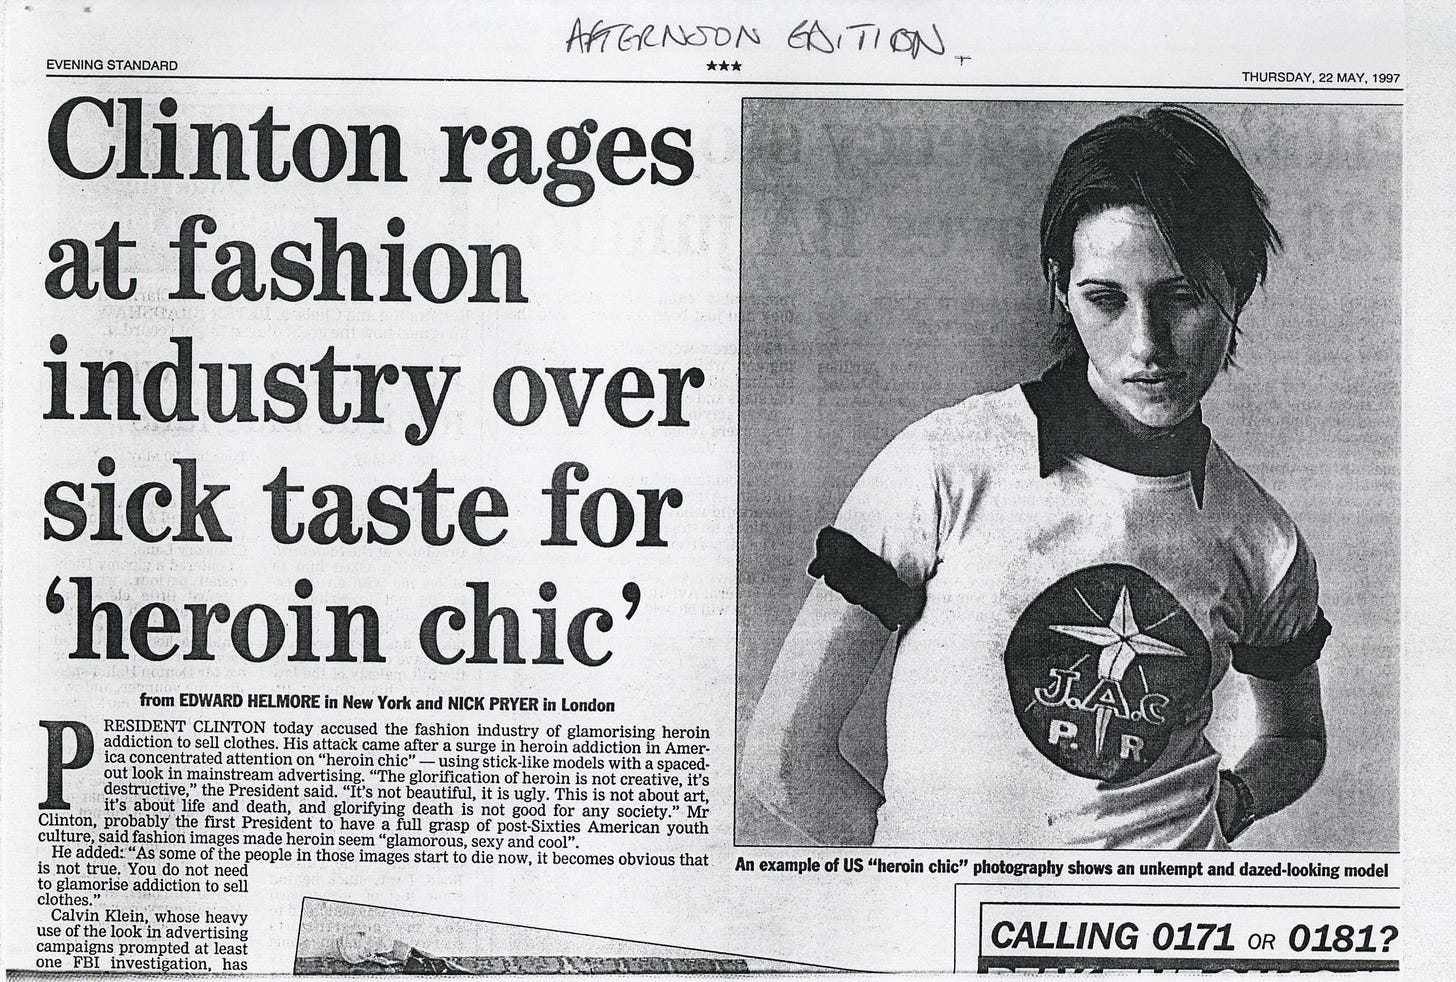 AFTERNOON EDITION
EVENING STANDARD
★★★
THURSDAY, 22 MAY, 1997
Clinton rages
at fashion
industry over
sick taste for
‘heroin chic’
from EDWARD HELMORE in New York and NICK PRYER in London
PRESIDENT CLINTON today accused the fashion industry of glamorising heroin
addiction to sell clothes. His attack came after a surge in heroin addiction in Amer-
ica concentrated attention on “heroin chic” — using stick-like models with a spaced-
out look in mainstream advertising. “The glorification of heroin is not creative, it’s
destructive,” the President said. “It’s not beautiful, it is ugly. This is not about art,
it’s about life and death, and glorifying death is not good for any society.” Mr
Clinton, probably the first President to have a full grasp of post-Sixties American youth
culture, said fashion images made heroin seem “glamorous, sexy and cool”.
He added: “As some of the people in those images start to die now, it becomes obvious that
is not true. You do not need
to glamorise addiction to sell
clothes.”
Calvin Klein, whose heavy
use of the look in advertising
campaigns prompted at least
one FBI investigation, has
J.A.C
P. R
An example of US “heroin chic” photography shows an unkempt and dazed-looking model
CALLING 0171 OR 0181?